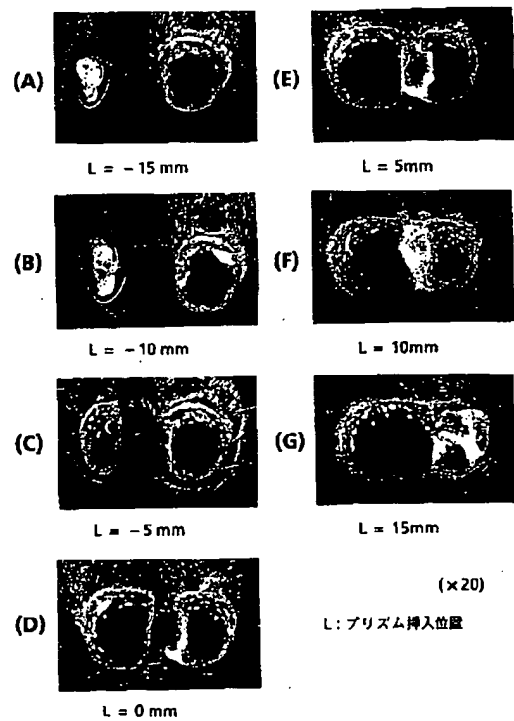 (A)
L = −15 mm
(B)
L = −10 mm
(C)
L = −5 mm
(D)
L = 0 mm
(E)
L = 5mm
(F)
L = 10mm
(G)
L = 15mm
(×20)
L : プリズム挿入位置